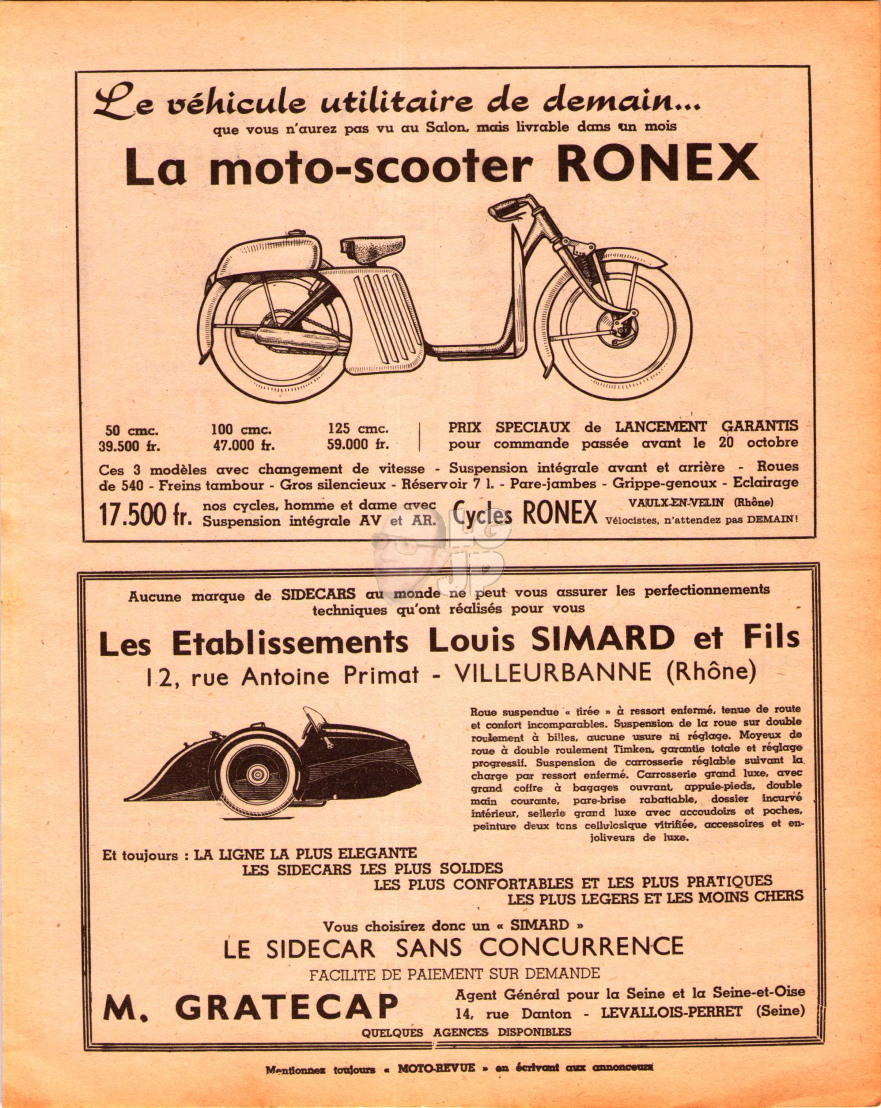 Le véhicule utilitaire de demain...
que vous n'aurez pas vu au Salon, mais livrable dans un mois
La moto-scooter RONEX
50 cmc. 100 cmc. 125 cmc.
39.500 fr. 47.000 fr. 59.000 fr.
PRIX SPECIAUX de LANCEMENT GARANTIS
pour commande passée avant le 20 octobre
Ces 3 modèles avec changement de vitesse - Suspension intégrale avant et arrière - Roues
de 540 - Freins tambour - Gros silencieux - Réservoir 7 l. - Pare-jambes - Grippe-genoux - Eclairage
17.500 fr.
nos cycles, homme et dame avec
Suspension intégrale AV et AR.
Cycles RONEX
VAULX-EN-VELIN (Rhône)
Vélocistes, n'attendez pas DEMAIN!
LG
JP
Aucune marque de SIDECARS au monde ne peut vous assurer les perfectionnements
techniques qu'ont réalisés pour vous
Les Etablissements Louis SIMARD et Fils
12, rue Antoine Primat - VILLEURBANNE (Rhône)
Roue suspendue « tirée » à ressort enfermé, tenue de route
et confort incomparables. Suspension de la roue sur double
roulement à billes, aucune usure ni réglage. Moyeux de
roue à double roulement Timken, garantie totale et réglage
progressif. Suspension de carrosserie réglable suivant la
charge par ressort enfermé. Carrosserie grand luxe, avec
grand coffre à bagages ouvrant, appuie-pieds, double
main courante, pare-brise rabattable, dossier incurvé
intérieur, sellerie grand luxe avec accoudoirs et poches,
peinture deux tons cellulosique vitrifiée, accessoires et en-
joliveurs de luxe.
Et toujours : LA LIGNE LA PLUS ELEGANTE
LES SIDECARS LES PLUS SOLIDES
LES PLUS CONFORTABLES ET LES PLUS PRATIQUES
LES PLUS LEGERS ET LES MOINS CHERS
Vous choisirez donc un « SIMARD »
LE SIDECAR SANS CONCURRENCE
FACILITE DE PAIEMENT SUR DEMANDE
M. GRATECAP
Agent Général pour la Seine et la Seine-et-Oise
14, rue Danton - LEVALLOIS-PERRET (Seine)
QUELQUES AGENCES DISPONIBLES
Mentionnez toujours « MOTO-REVUE » en écrivant aux annonceurs